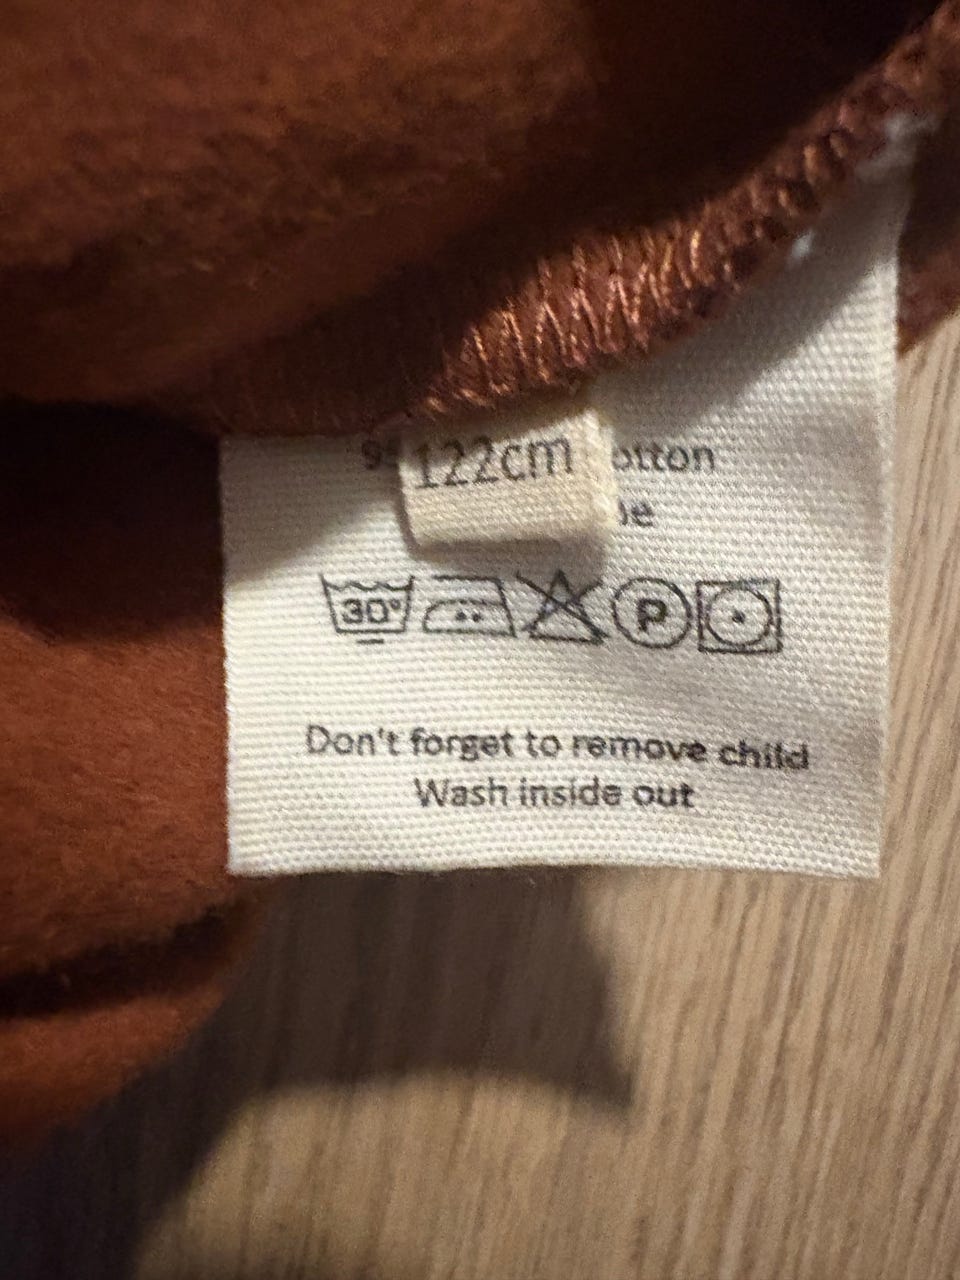 122cm
30°
P
Don't forget to remove child
Wash inside out